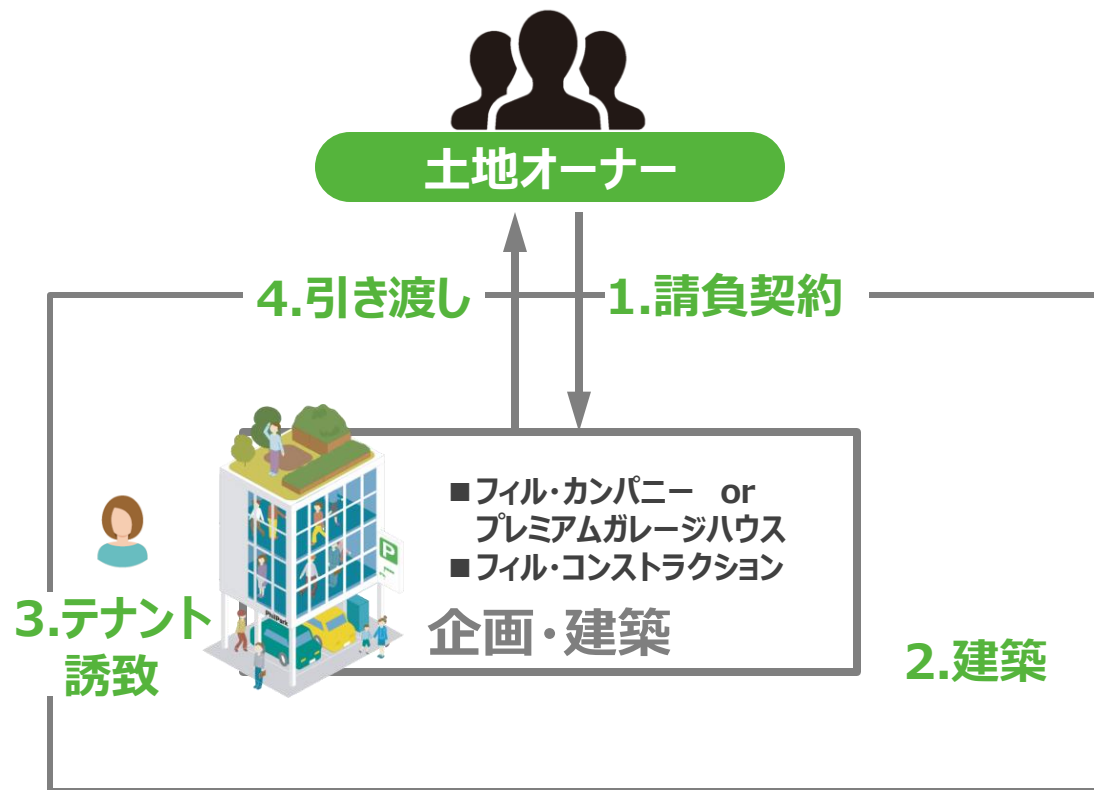 土地オーナー
4.引き渡し
1.請負契約
■フィル・カンパニー or
プレミアムガレージハウス
■フィル・コンストラクション
企画・建築
P
PhilPark
3.テナント
誘致
2.建築